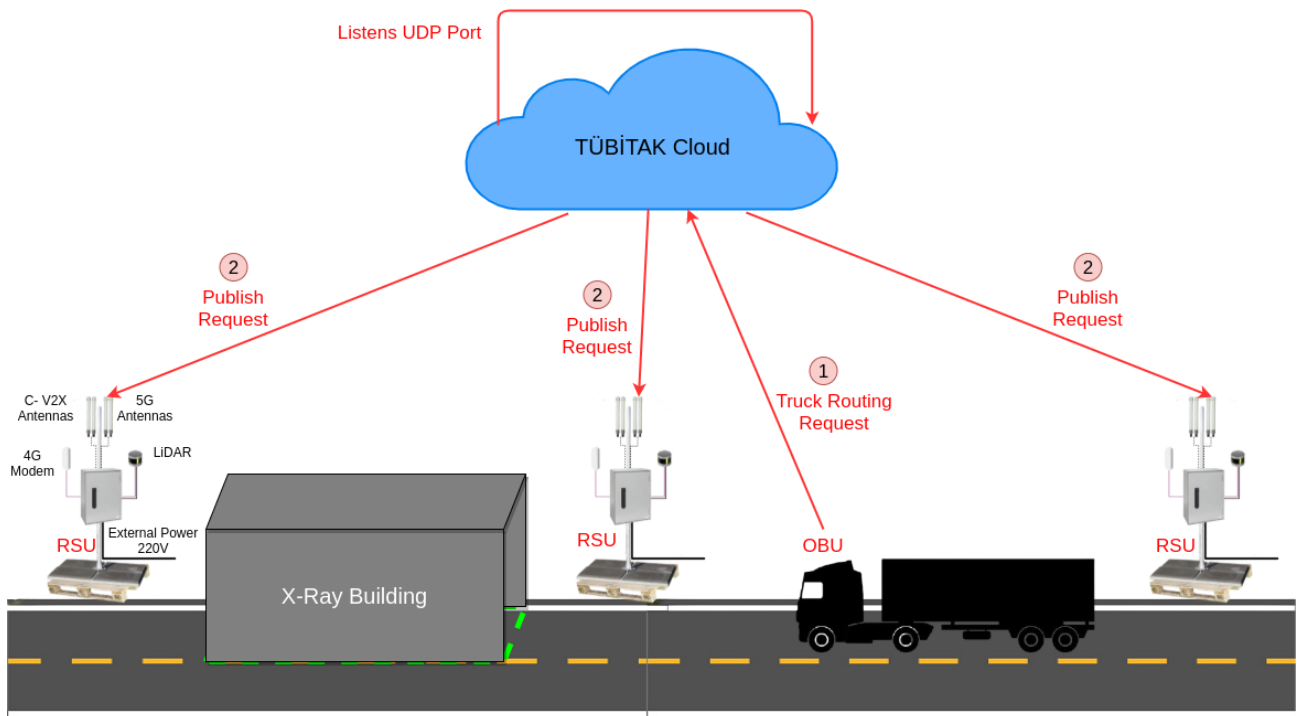 Listens UDP Port
TÜBİTAK Cloud
2
Publish
Request
2
Publish
Request
2
Publish
Request
1
Truck Routing
Request
C- V2X
Antennas
5G
Antennas
4G
Modem
LiDAR
External Power
220V
RSU
X-Ray Building
RSU
OBU
RSU